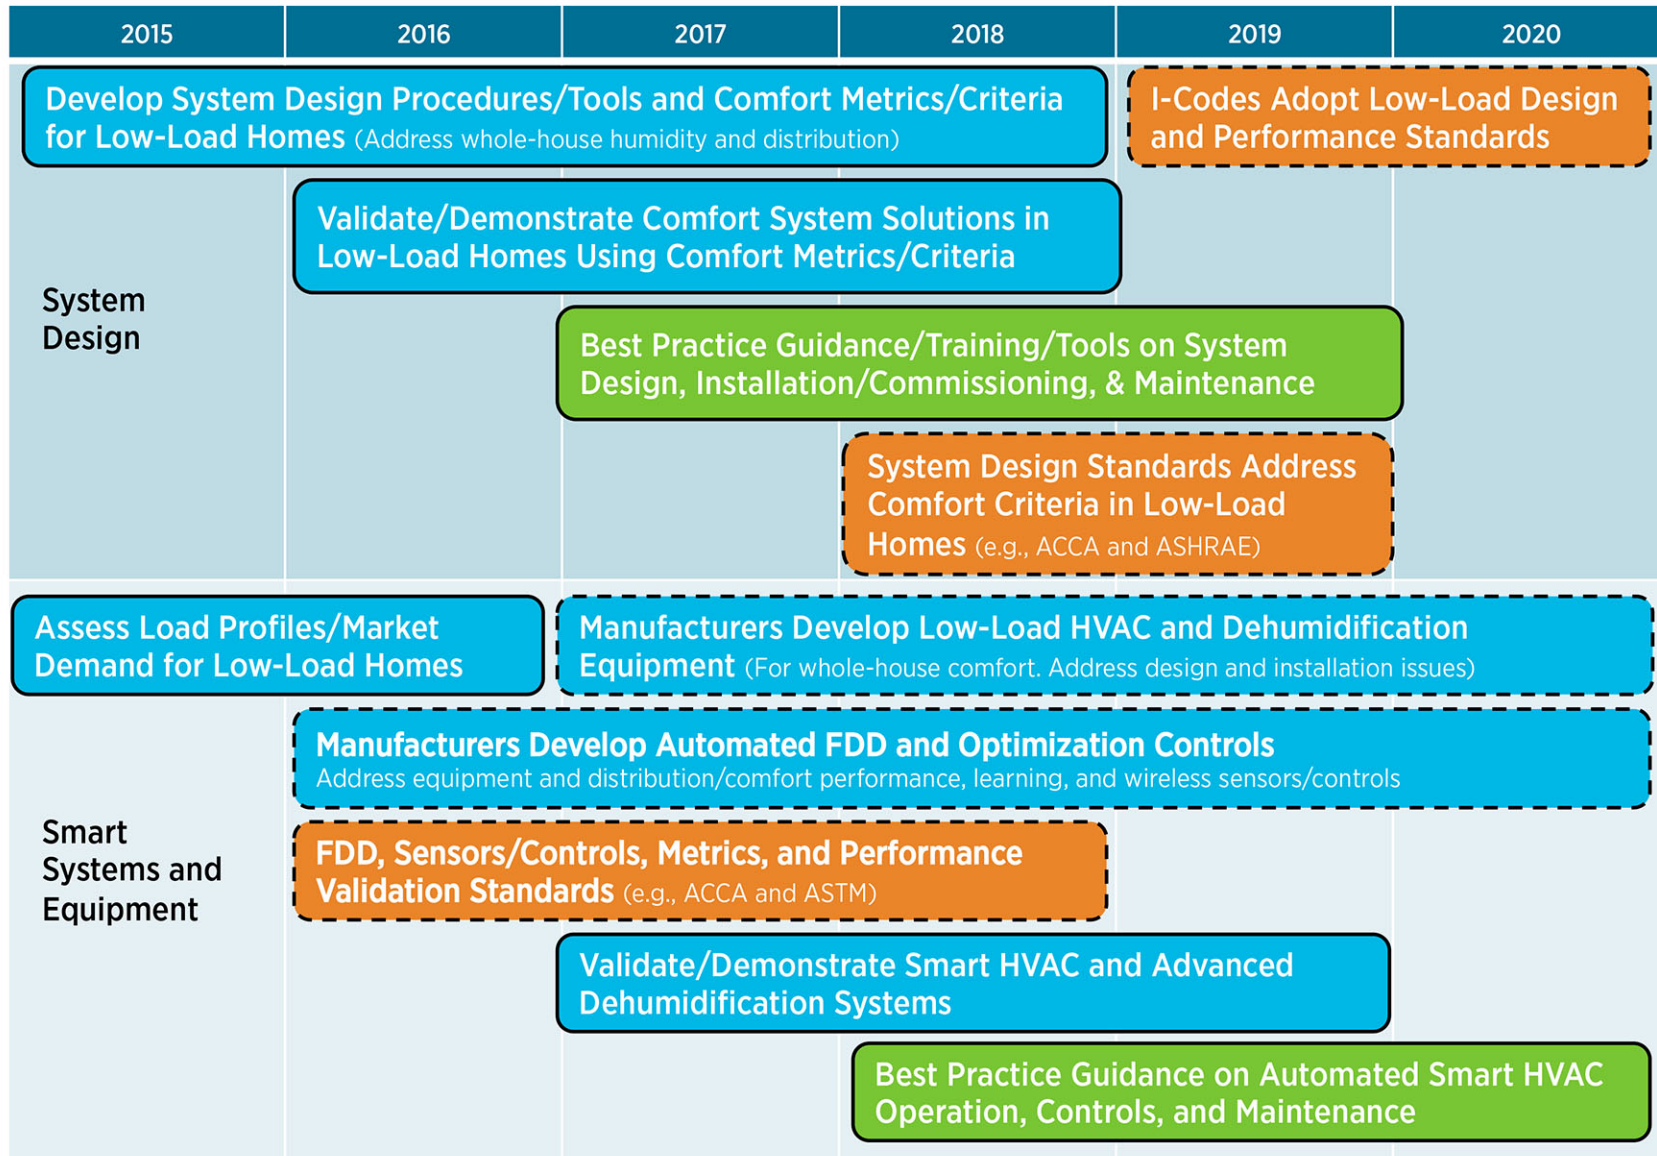 2015 2016 2017 2018 2019 2020
Develop System Design Procedures/Tools and Comfort Metrics/Criteria
for Low-Load Homes (Address whole-house humidity and distribution)
I-Codes Adopt Low-Load Design
and Performance Standards
Validate/Demonstrate Comfort System Solutions in
Low-Load Homes Using Comfort Metrics/Criteria
System
Design
Best Practice Guidance/Training/Tools on System
Design, Installation/Commissioning, & Maintenance
System Design Standards Address
Comfort Criteria in Low-Load
Homes (e.g., ACCA and ASHRAE)
Assess Load Profiles/Market
Demand for Low-Load Homes
Manufacturers Develop Low-Load HVAC and Dehumidification
Equipment (For whole-house comfort. Address design and installation issues)
Manufacturers Develop Automated FDD and Optimization Controls
Address equipment and distribution/comfort performance, learning, and wireless sensors/controls
Smart
Systems and
Equipment
FDD, Sensors/Controls, Metrics, and Performance
Validation Standards (e.g., ACCA and ASTM)
Validate/Demonstrate Smart HVAC and Advanced
Dehumidification Systems
Best Practice Guidance on Automated Smart HVAC
Operation, Controls, and Maintenance